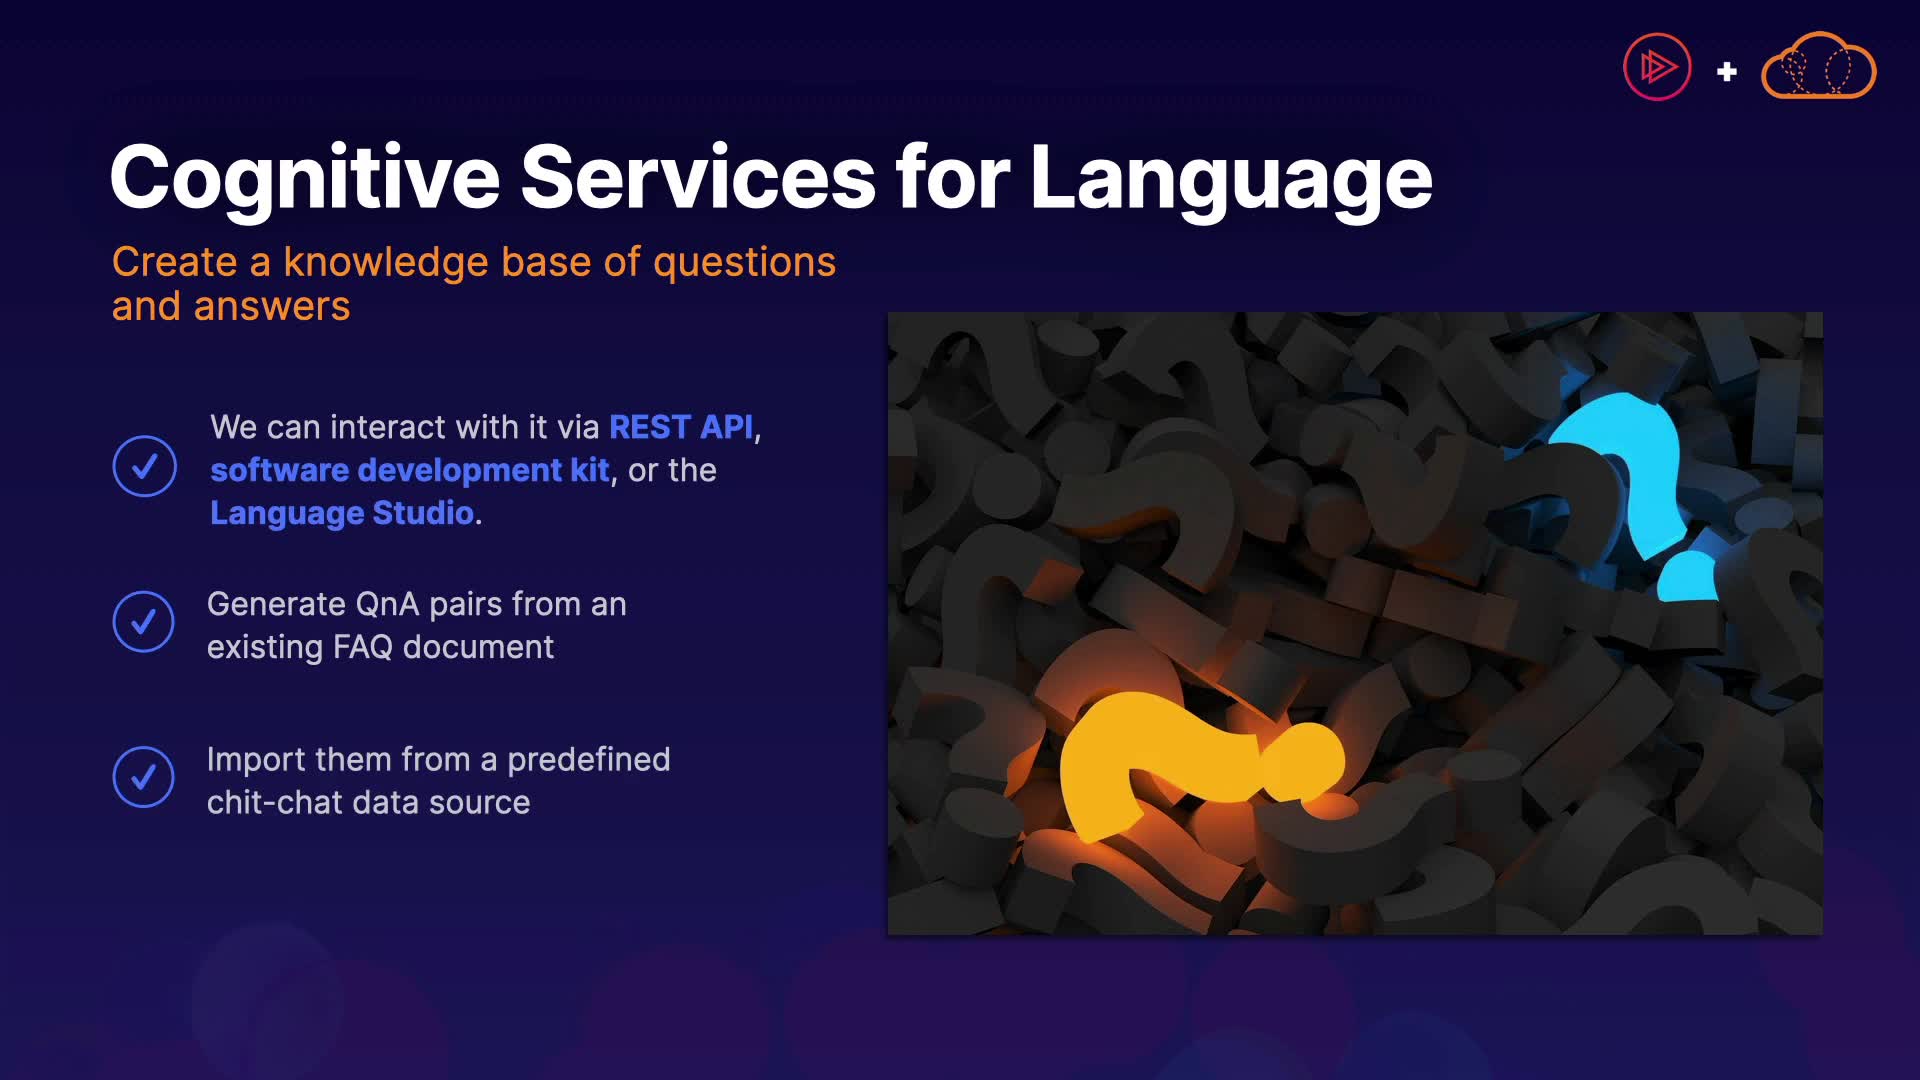 Cognitive Services for Language
Create a knowledge base of questions
and answers
We can interact with it via REST API,
software development kit, or the
Language Studio.
Generate QnA pairs from an
existing FAQ document
Import them from a predefined
chit-chat data source